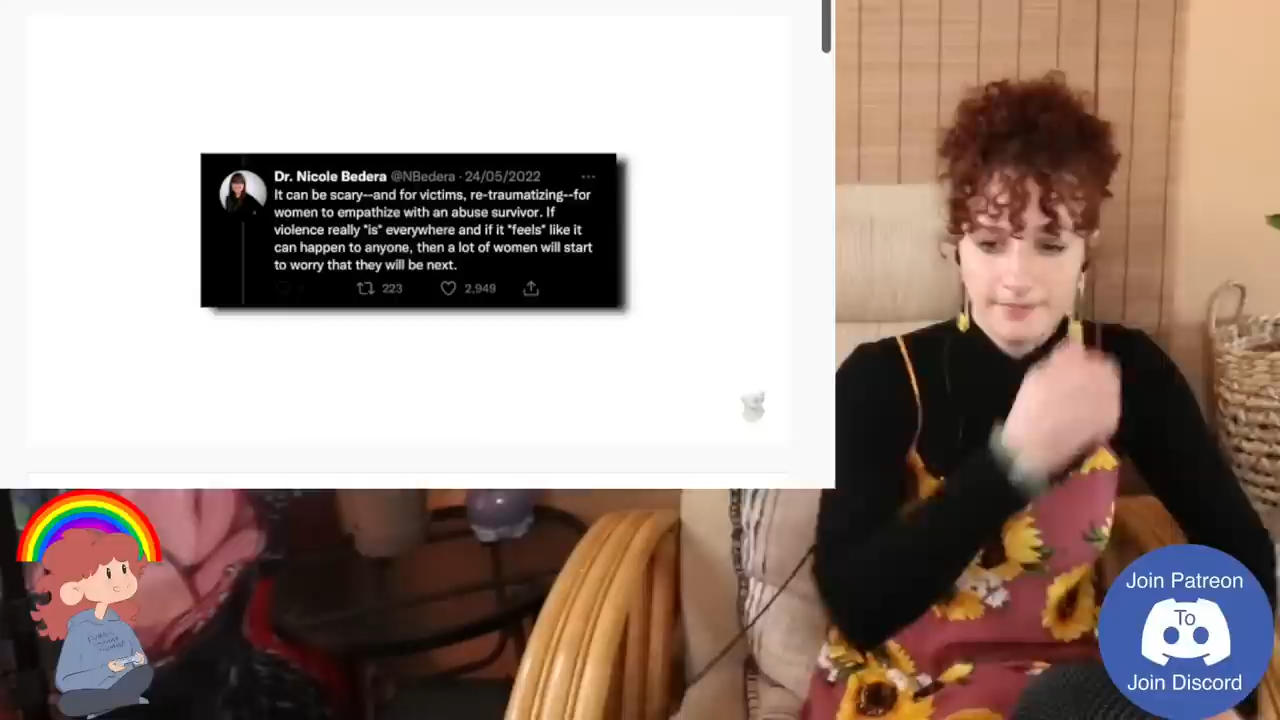 Dr. Nicole Bedera @NBedera · 24/05/2022
It can be scary--and for victims, re-traumatizing--for
women to empathize with an abuse survivor. If
violence really *is* everywhere and if it *feels* like it
can happen to anyone, then a lot of women will start
to worry that they will be next.
223 2,949
Join Patreon
To
Join Discord